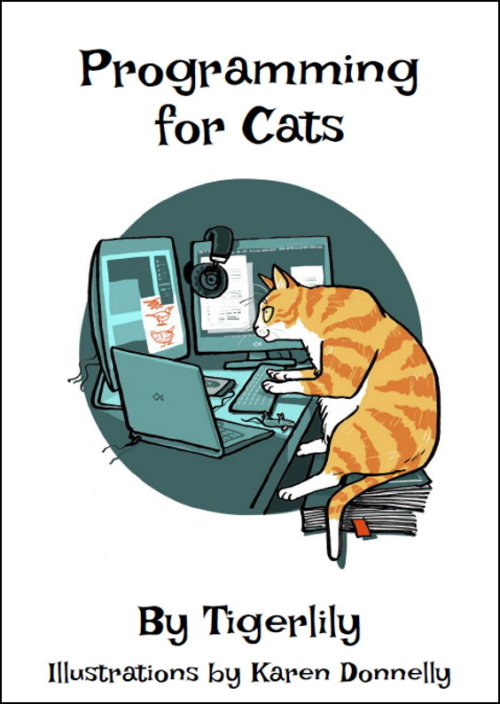 Programming
for Cats
By Tigerlily
Illustrations by Karen Donnelly